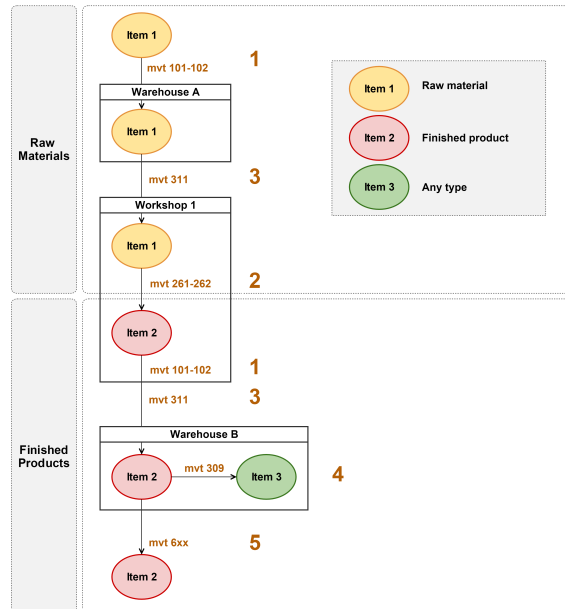 Item 1
mvt 101-102
1
Warehouse A
Item 1
Raw
Materials
mvt 311
3
Workshop 1
Item 1
mvt 261-262
2
Item 2
mvt 101-102
1
mvt 311
3
Warehouse B
Finished
Products
Item 2
mvt 309
Item 3
4
mvt 6xx
5
Item 2
Item 1
Raw material
Item 2
Finished product
Item 3
Any type